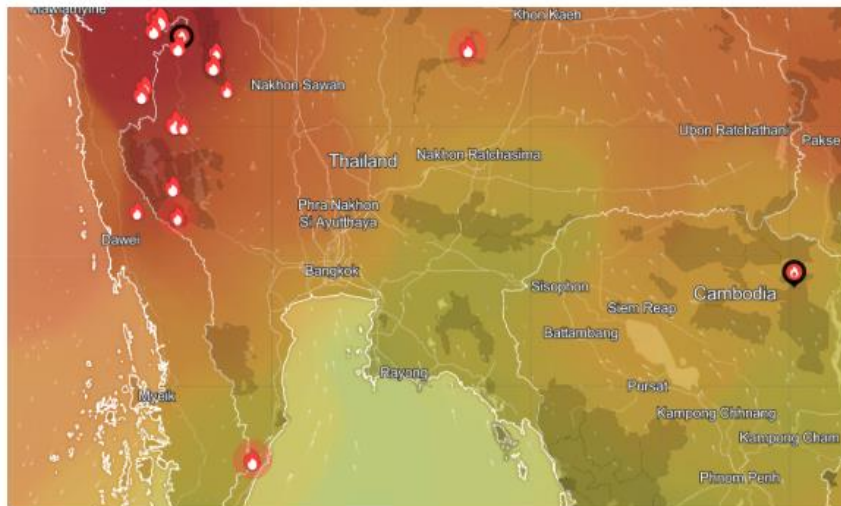 Mawlamyine
Khon Kaen
Nakhon Sawan
Ubon Ratchathani
Pakse
Thailand
Nakhon Ratchasima
Phra Nakhon
Si Ayutthaya
Dawei
Bangkok
Sisophon
Cambodia
Siem Reap
Battambang
Rayong
Pursat
Myeik
Kampong Chhnang
Kampong Cham
Phnom Penh